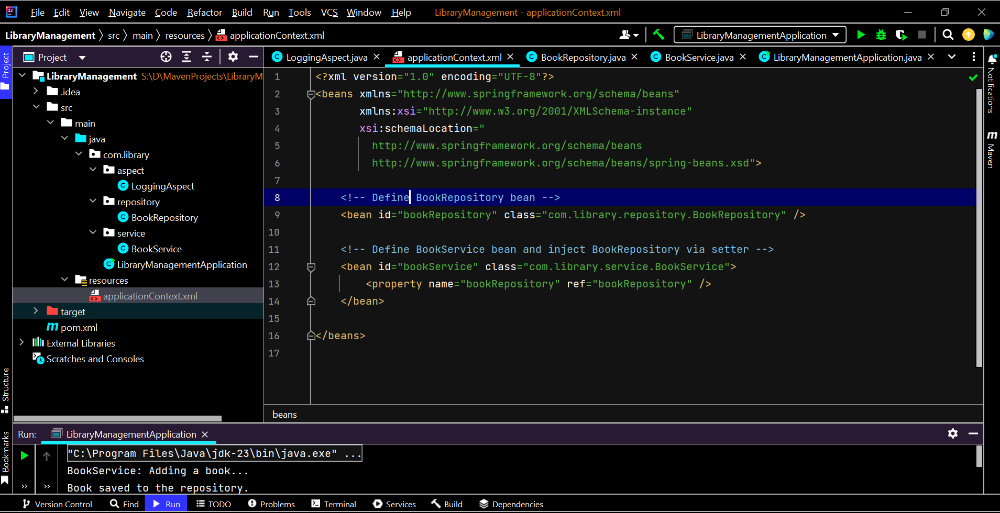 File Edit View Navigate Code Refactor Build Run Tools VCS Window Help LibraryManagement - applicationContext.xml
LibraryManagement src main resources applicationContext.xml LibraryManagementApplication
Project LoggingAspect.java applicationContext.xml BookRepository.java BookService.java LibraryManagementApplication.java
Project
Structure
Bookmarks
LibraryManagement S:\D\MavenProjects\LibraryM
.idea
src
main
java
com.library
aspect
LoggingAspect
repository
BookRepository
service
BookService
LibraryManagementApplication
resources
applicationContext.xml
target
pom.xml
External Libraries
Scratches and Consoles
1 <?xml version="1.0" encoding="UTF-8"?>
2 <beans xmlns="http://www.springframework.org/schema/beans"
3 xmlns:xsi="http://www.w3.org/2001/XMLSchema-instance"
4 xsi:schemaLocation="
5 http://www.springframework.org/schema/beans
6 http://www.springframework.org/schema/beans/spring-beans.xsd">
7
8 <!-- Define BookRepository bean -->
9 <bean id="bookRepository" class="com.library.repository.BookRepository" />
10
11 <!-- Define BookService bean and inject BookRepository via setter -->
12 <bean id="bookService" class="com.library.service.BookService">
13 <property name="bookRepository" ref="bookRepository" />
14 </bean>
15
16 </beans>
17
beans
Notifications
Maven
Run: LibraryManagementApplication
"C:\Program Files\Java\jdk-23\bin\java.exe" ...
BookService: Adding a book...
Book saved to the repository.
Version Control Find Run TODO Problems Terminal Services Build Dependencies